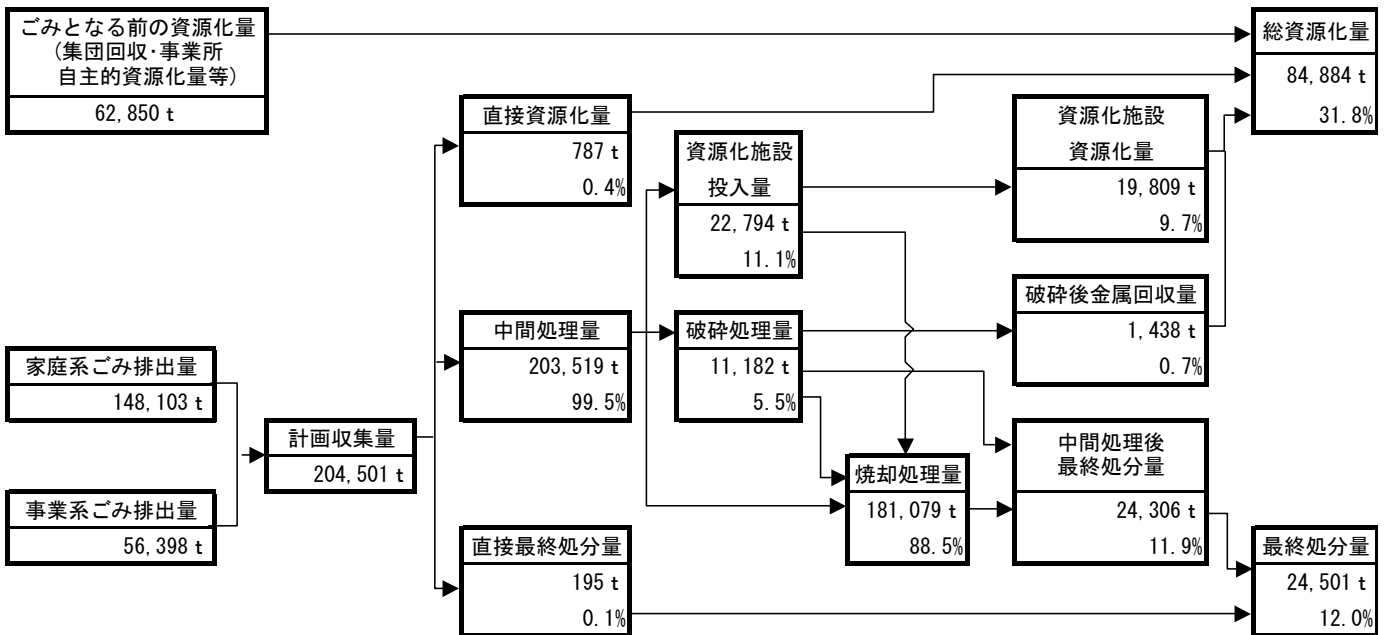 ごみとなる前の資源化量
(集団回収･事業所
自主的資源化量等)
62,850 t
総資源化量
84,884 t
31.8%
直接資源化量
787 t
0.4%
資源化施設
投入量
22,794 t
11.1%
資源化施設
資源化量
19,809 t
9.7%
中間処理量
203,519 t
99.5%
破砕処理量
11,182 t
5.5%
破砕後金属回収量
1,438 t
0.7%
家庭系ごみ排出量
148,103 t
計画収集量
204,501 t
事業系ごみ排出量
56,398 t
焼却処理量
181,079 t
88.5%
中間処理後
最終処分量
24,306 t
11.9%
直接最終処分量
195 t
0.1%
最終処分量
24,501 t
12.0%